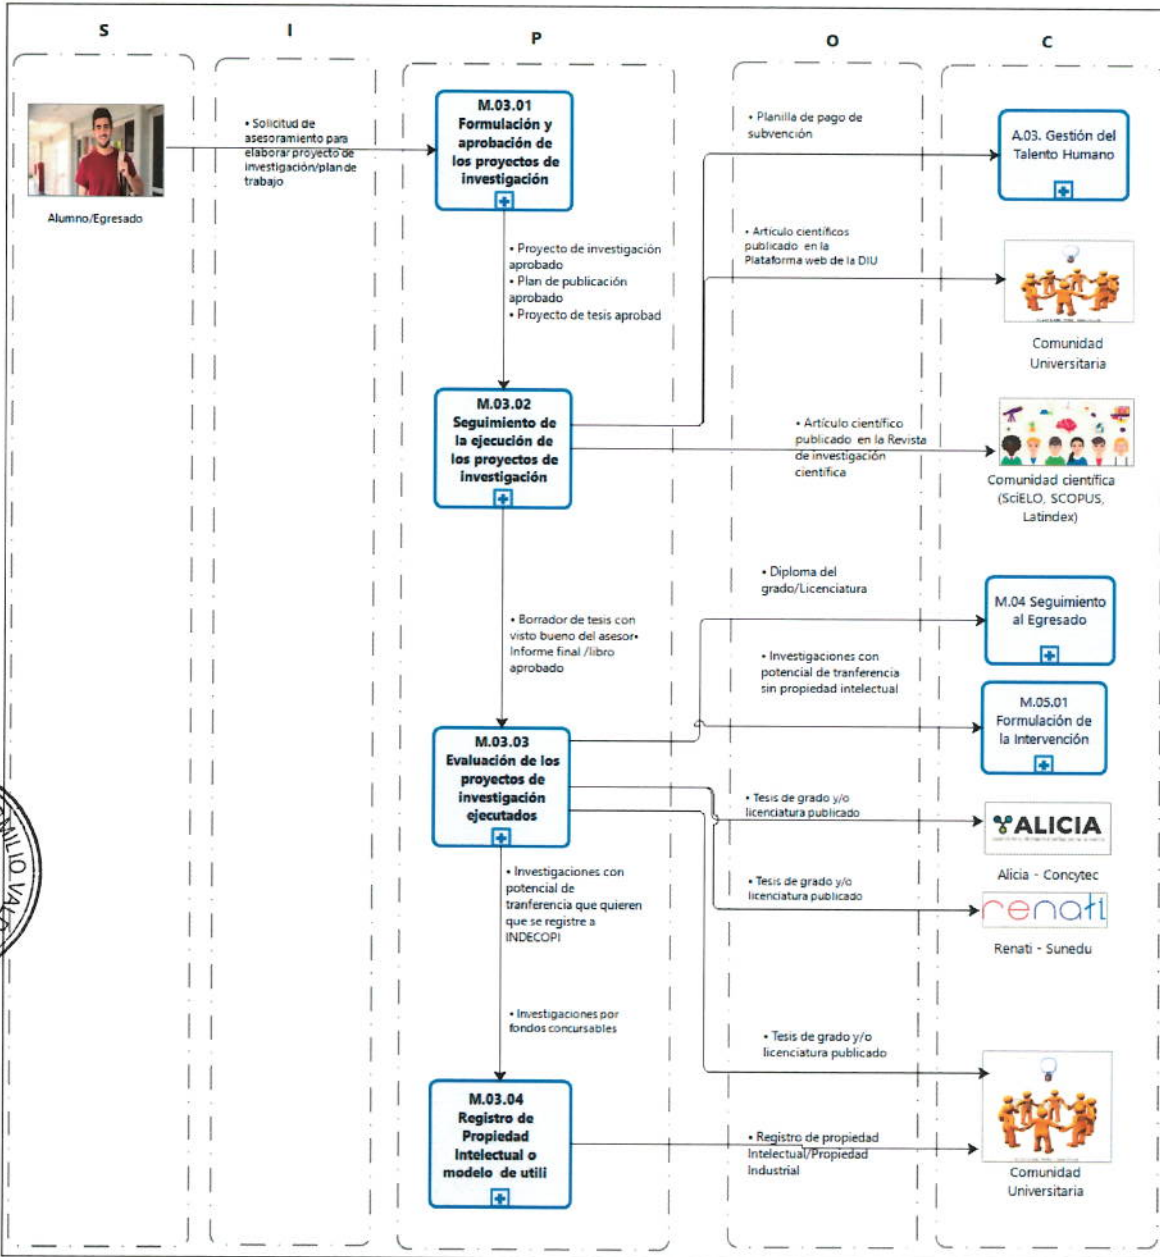 S
I
P
O
C
Alumno/Egresado
• Solicitud de
asesoramiento para
elaborar proyecto de
investigación/plan de
trabajo
M.03.01
Formulación y
aprobación de
los proyectos de
investigación
• Proyecto de investigación
aprobado
• Plan de publicación
aprobado
• Proyecto de tesis aprobad
M.03.02
Seguimiento de
la ejecución de
los proyectos de
investigación
• Borrador de tesis con
visto bueno del asesor•
Informe final /libro
aprobado
M.03.03
Evaluación de los
proyectos de
investigación
ejecutados
• Investigaciones con
potencial de
tranferencia que quieren
que se registre a
INDECOPI
• Investigaciones por
fondos concursables
M.03.04
Registro de
Propiedad
Intelectual o
modelo de utili
• Planilla de pago de
subvención
• Artículo científicos
publicado en la
Plataforma web de la DIU
• Artículo científico
publicado en la Revista
de investigación
científica
• Diploma del
grado/Licenciatura
• Investigaciones con
potencial de tranferencia
sin propiedad intelectual
• Tesis de grado y/o
licenciatura publicado
• Tesis de grado y/o
licenciatura publicado
• Tesis de grado y/o
licenciatura publicado
• Registro de propiedad
Intelectual/Propiedad
Industrial
A.03. Gestión del
Talento Humano
Comunidad
Universitaria
Comunidad científica
(SciELO, SCOPUS,
Latindex)
M.04 Seguimiento
al Egresado
M.05.01
Formulación de
la Intervención
ALICIA
Alicia - Concytec
renati
Renati - Sunedu
Comunidad
Universitaria